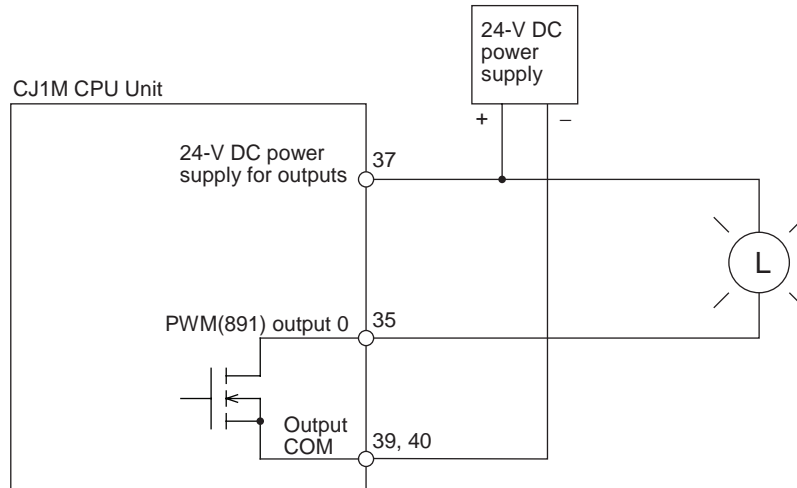 24-V DC
power
supply
CJ1M CPU Unit
+ −
24-V DC power
supply for outputs
37
L
PWM(891) output 0
35
Output
COM
39, 40